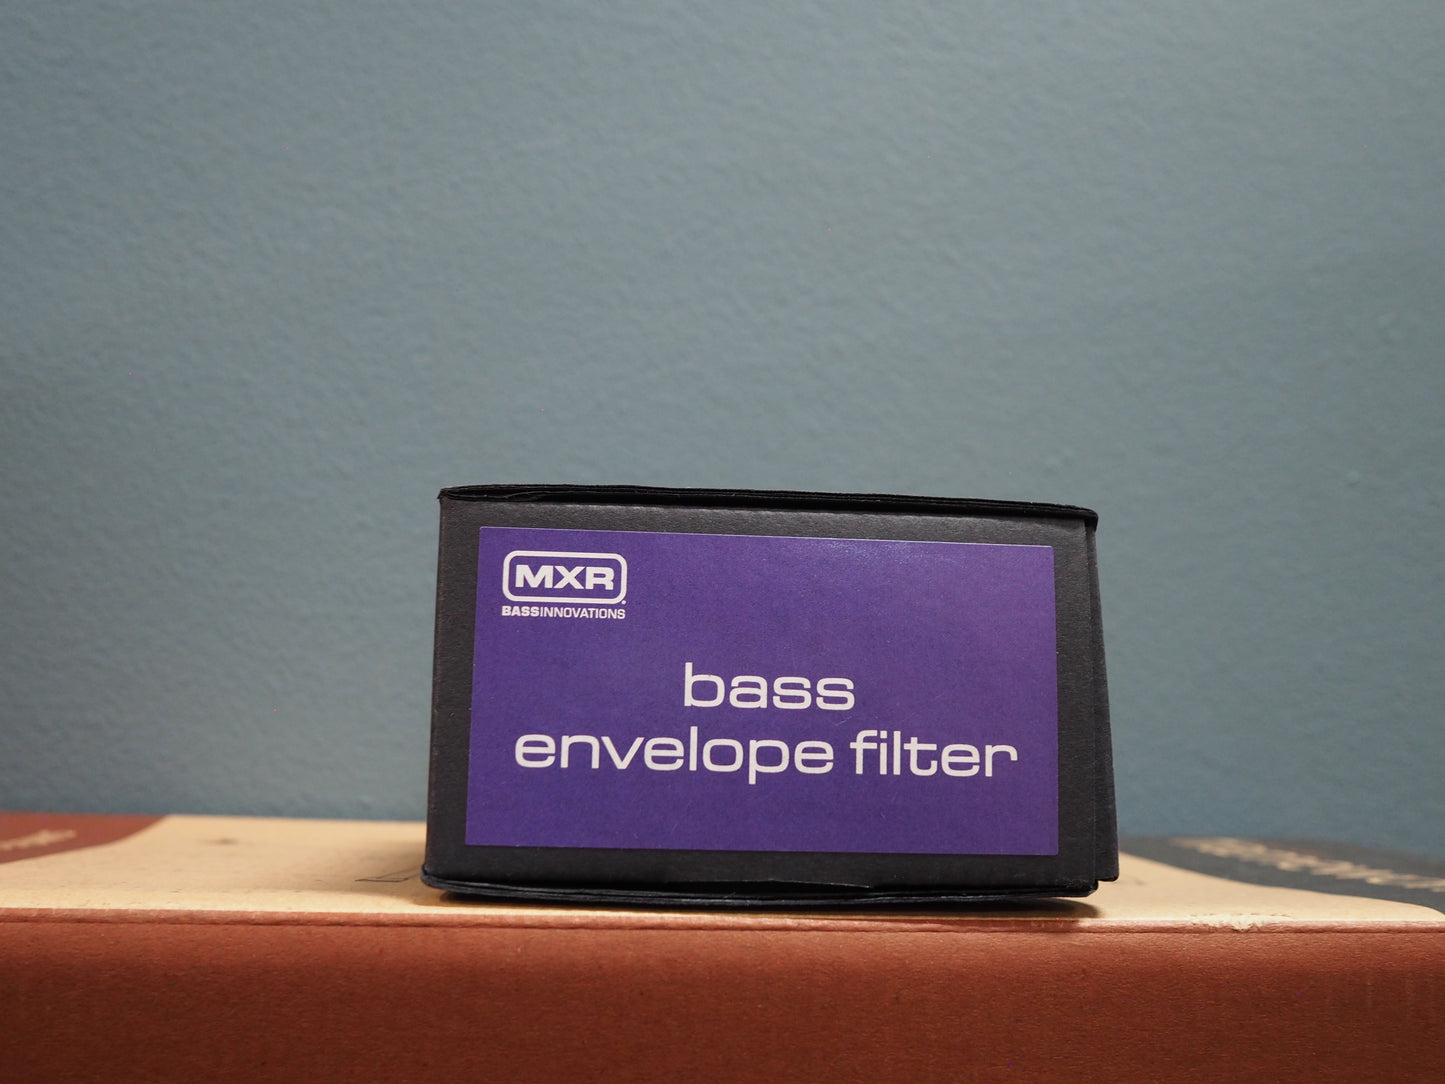 MXR
BASSINNOVATIONS
bass
envelope filter